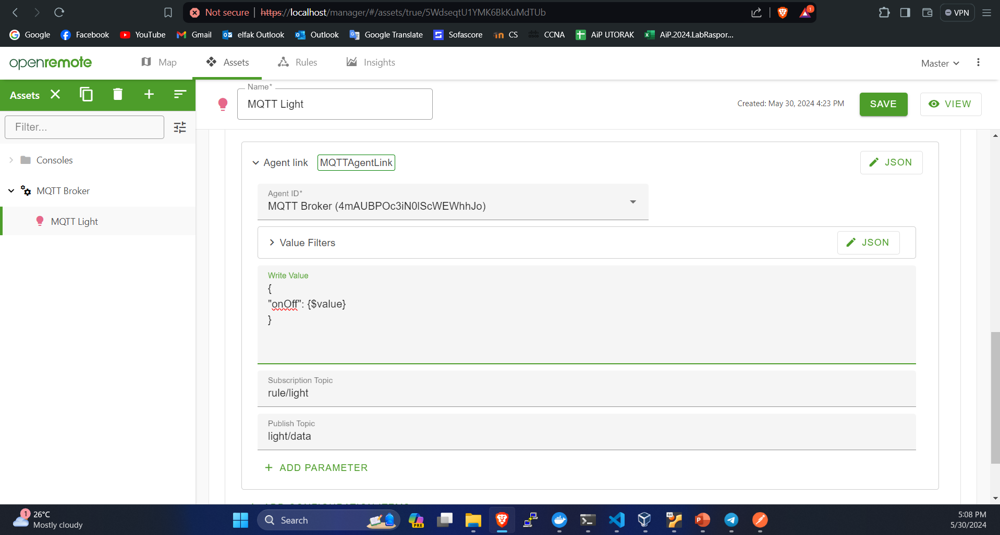 Not secure
https://localhost/manager/#/assets/true/5WdseqtU1YMK6BkKuMdTUb
1
VPN
Google
Facebook
YouTube
Gmail
elfak Outlook
Outlook
Google Translate
Sofascore
CS
CCNA
AiP UTORAK
AiP.2024.LabRaspor...
openremote
Map
Assets
Rules
Insights
Master
Assets
Name*
MQTT Light
Created: May 30, 2024 4:23 PM
SAVE
VIEW
Filter...
Consoles
MQTT Broker
MQTT Light
Agent link
MQTTAgentLink
JSON
Agent ID*
MQTT Broker (4mAUBPOc3iN0lScWEWhhJo)
Value Filters
JSON
Write Value
{
"onOff": {$value}
}
Subscription Topic
rule/light
Publish Topic
light/data
+ ADD PARAMETER
1
26°C
Mostly cloudy
Search
PRE
64
5:08 PM
5/30/2024